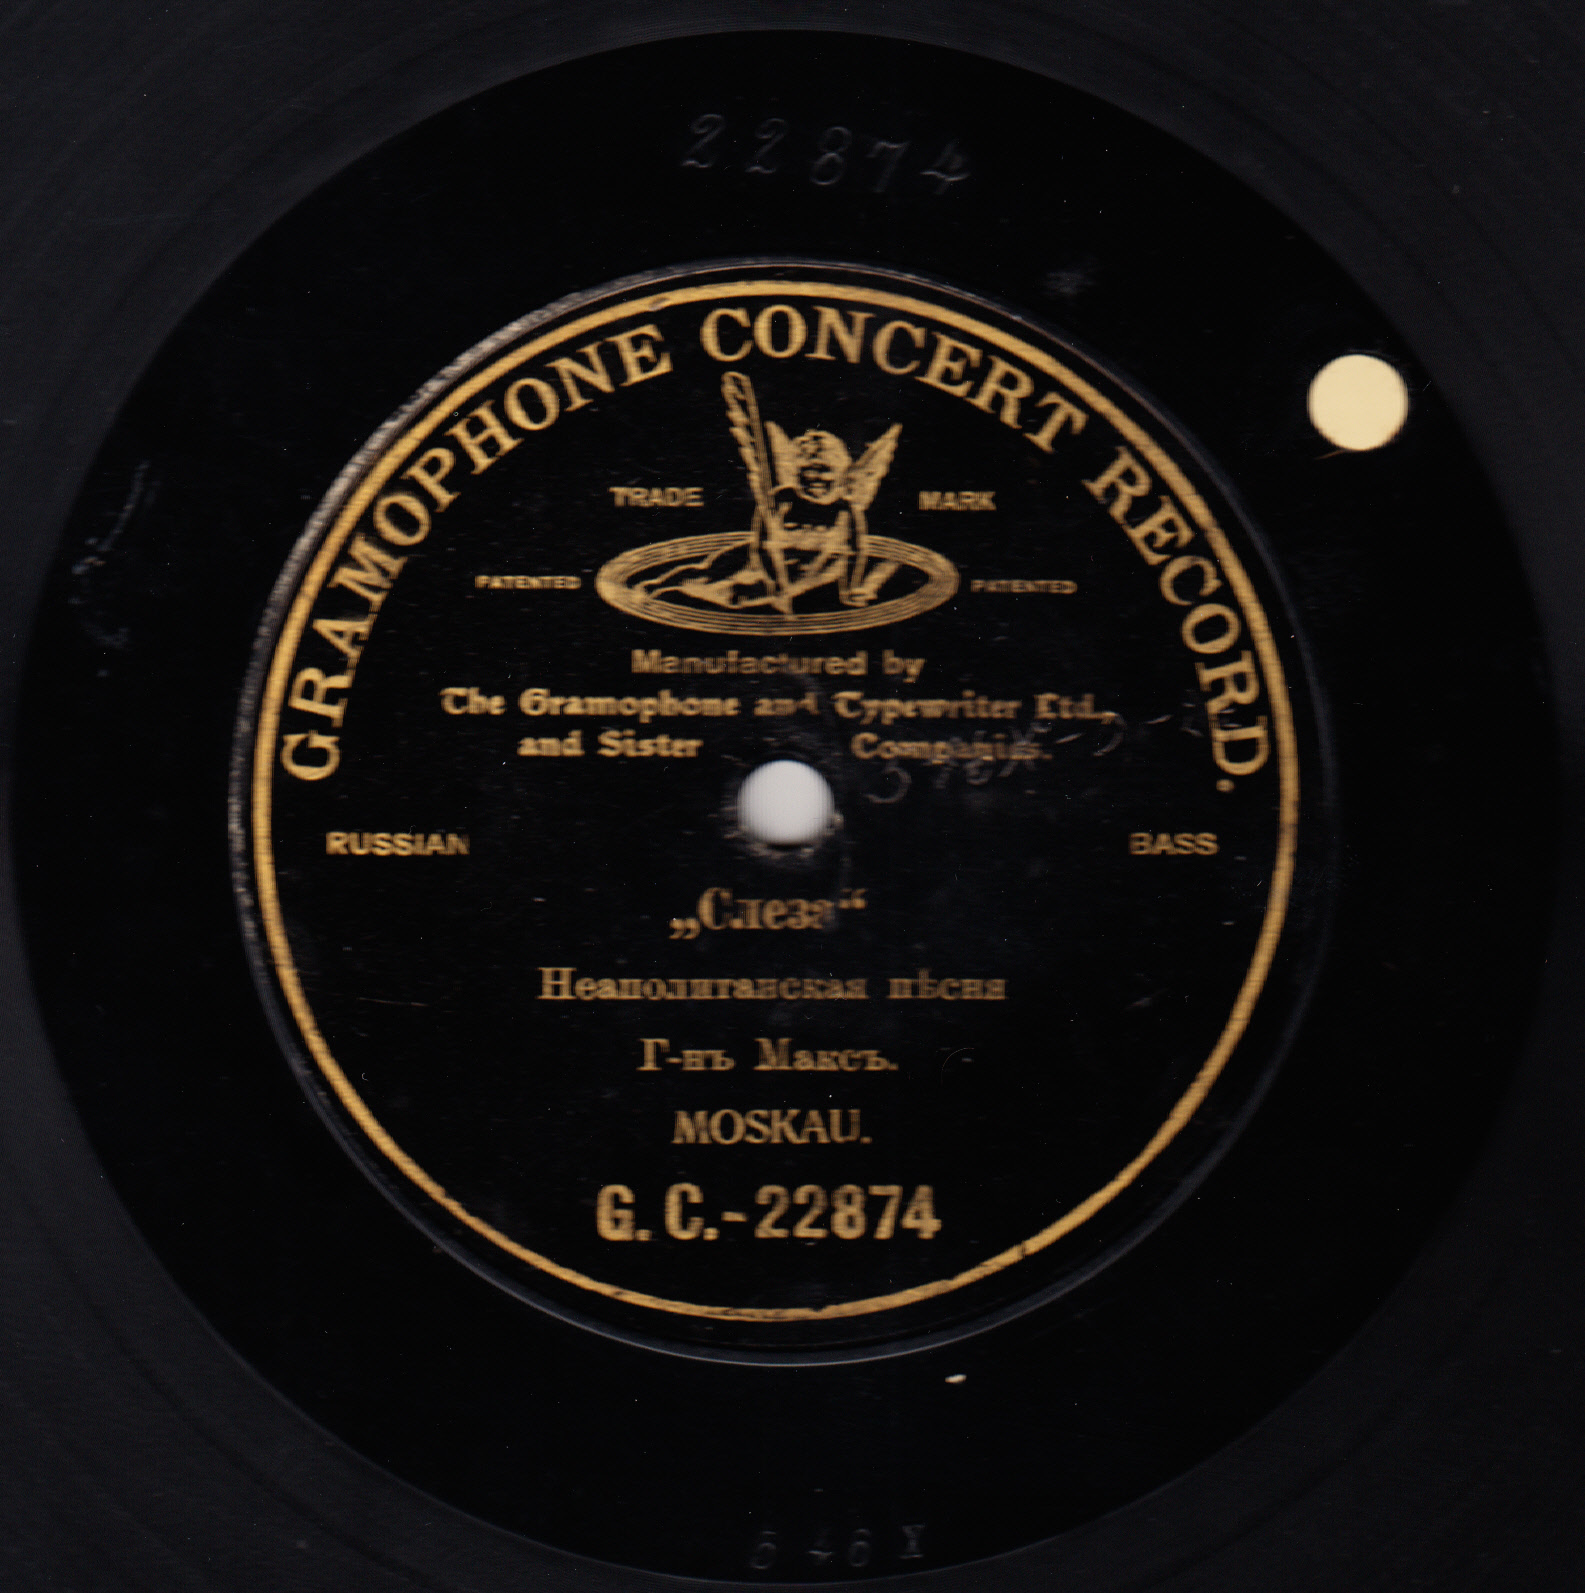 22874
GRAMOPHONE CONCERT RECORD.
TRADE MARK
PATENTED PATENTED
Manufactured by
The Gramophone and Typewriter Ltd.,
and Sister Companies.
RUSSIAN BASS
„Слеза“
Неаполитанская пѣсня
Г-нъ Максъ.
MOSKAU.
G. C.-22874
546 X